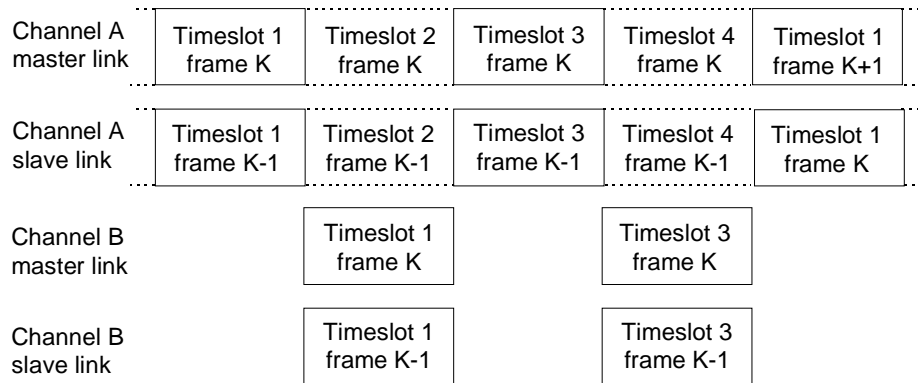 Channel A
master link
Timeslot 1
frame K
Timeslot 2
frame K
Timeslot 3
frame K
Timeslot 4
frame K
Timeslot 1
frame K+1
Channel A
slave link
Timeslot 1
frame K-1
Timeslot 2
frame K-1
Timeslot 3
frame K-1
Timeslot 4
frame K-1
Timeslot 1
frame K
Channel B
master link
Timeslot 1
frame K
Timeslot 3
frame K
Channel B
slave link
Timeslot 1
frame K-1
Timeslot 3
frame K-1